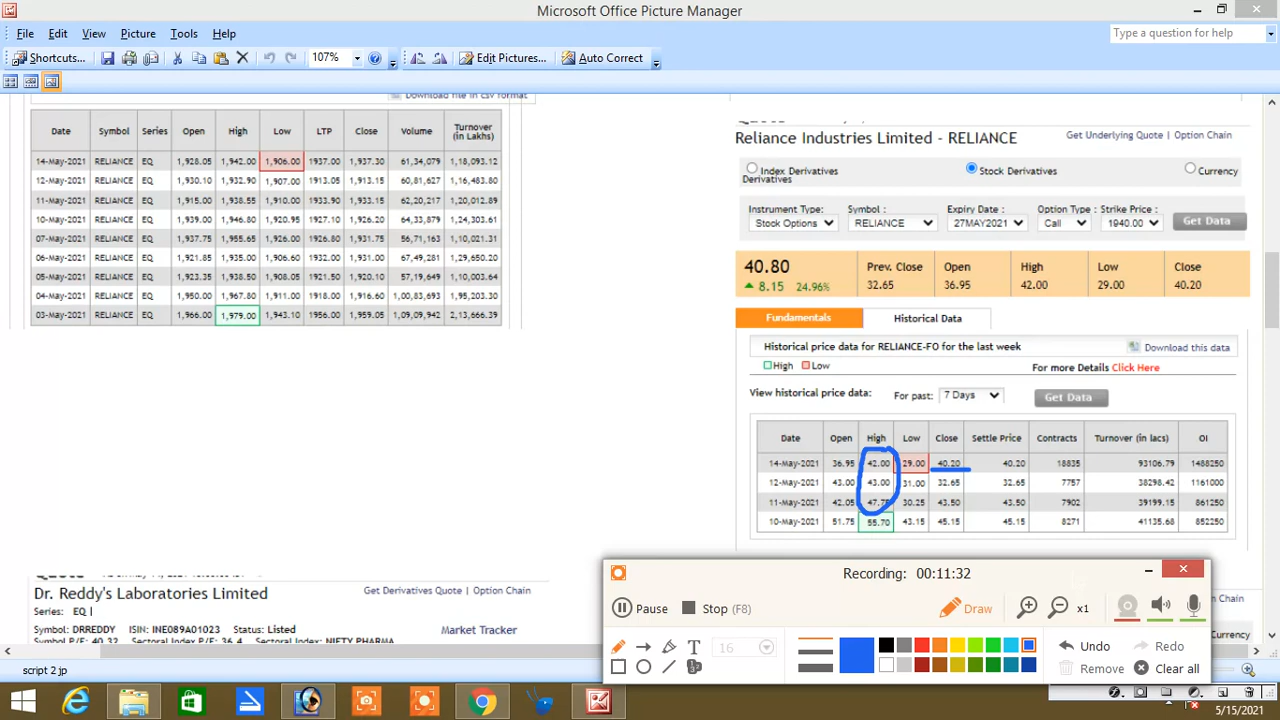 Microsoft Office Picture Manager
File Edit View Picture Tools Help
Type a question for help
Shortcuts... 107% Edit Pictures... Auto Correct
Download file in csv format
Date Symbol Series Open High Low LTP Close Volume Turnover (in Lakhs)
14-May-2021 RELIANCE EQ 1,928.05 1,942.00 1,906.00 1937.00 1,937.30 61,34,079 1,18,093.12
12-May-2021 RELIANCE EQ 1,930.10 1,932.90 1,907.00 1913.05 1,913.15 60,81,627 1,16,483.80
11-May-2021 RELIANCE EQ 1,915.00 1,938.55 1,910.00 1933.90 1,933.15 62,20,217 1,20,012.89
10-May-2021 RELIANCE EQ 1,939.00 1,946.80 1,920.95 1927.10 1,926.20 64,33,879 1,24,303.61
07-May-2021 RELIANCE EQ 1,937.75 1,955.65 1,926.00 1926.80 1,931.75 56,71,163 1,10,021.31
06-May-2021 RELIANCE EQ 1,921.85 1,935.00 1,906.60 1932.00 1,931.00 67,49,281 1,29,650.20
05-May-2021 RELIANCE EQ 1,923.35 1,938.50 1,908.05 1921.50 1,920.10 57,19,649 1,10,003.64
04-May-2021 RELIANCE EQ 1,950.00 1,967.80 1,911.00 1918.00 1,916.60 1,00,83,693 1,95,203.30
03-May-2021 RELIANCE EQ 1,966.00 1,979.00 1,943.10 1956.00 1,959.05 1,09,09,942 2,13,666.39
Reliance Industries Limited - RELIANCE
Get Underlying Quote | Option Chain
Index Derivatives Stock Derivatives Currency
Derivatives
Instrument Type: Symbol : Expiry Date : Option Type : Strike Price :
Stock Options RELIANCE 27MAY2021 Call 1940.00 Get Data
40.80 Prev. Close Open High Low Close
8.15 24.96% 32.65 36.95 42.00 29.00 40.20
Fundamentals Historical Data
Historical price data for RELIANCE-FO for the last week
Download this data
High Low
For more Details Click Here
View historical price data: For past: 7 Days Get Data
Date Open High Low Close Settle Price Contracts Turnover (in lacs) OI
14-May-2021 36.95 42.00 29.00 40.20 40.20 18835 93106.79 1488250
12-May-2021 43.00 43.00 31.00 32.65 32.65 7757 38298.42 1161000
11-May-2021 42.05 47.75 30.25 43.50 43.50 7902 39199.15 861250
10-May-2021 51.75 55.70 43.15 45.15 45.15 8271 41135.68 852250
Dr. Reddy's Laboratories Limited
Get Derivatives Quote | Option Chain
Series: EQ |
Symbol: DRREDDY ISIN: INE089A01023 Status: Listed
Market Tracker
Symbol P/E: 40.32 Sectoral Index P/E: 36.4 Sectoral Index: NIFTY PHARMA
Recording: 00:11:32
Pause Stop (F8) Draw x1
T 16 Undo Redo
Remove Clear all
Chain
Currency
script 2 jp
5/15/2021